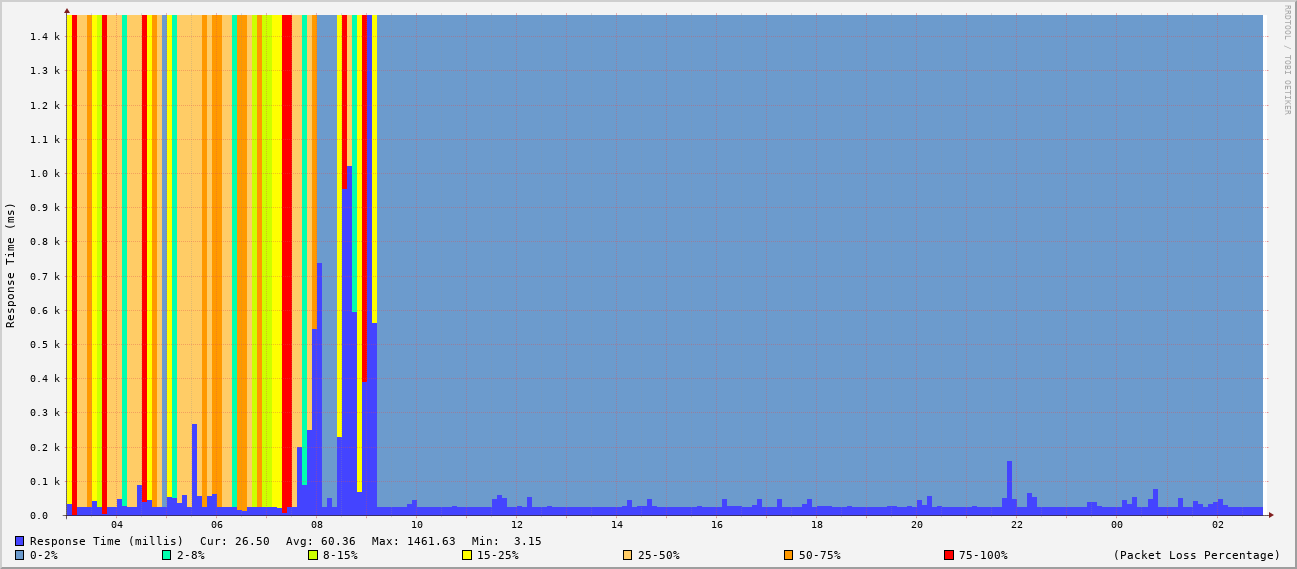 RRDTOOL / TOBI OETIKER
Response Time (ms)
1.4 k
1.3 k
1.2 k
1.1 k
1.0 k
0.9 k
0.8 k
0.7 k
0.6 k
0.5 k
0.4 k
0.3 k
0.2 k
0.1 k
0.0
04 06 08 10 12 14 16 18 20 22 00 02
Response Time (millis) Cur: 26.50 Avg: 60.36 Max: 1461.63 Min: 3.15
0-2% 2-8% 8-15% 15-25% 25-50% 50-75% 75-100% (Packet Loss Percentage)